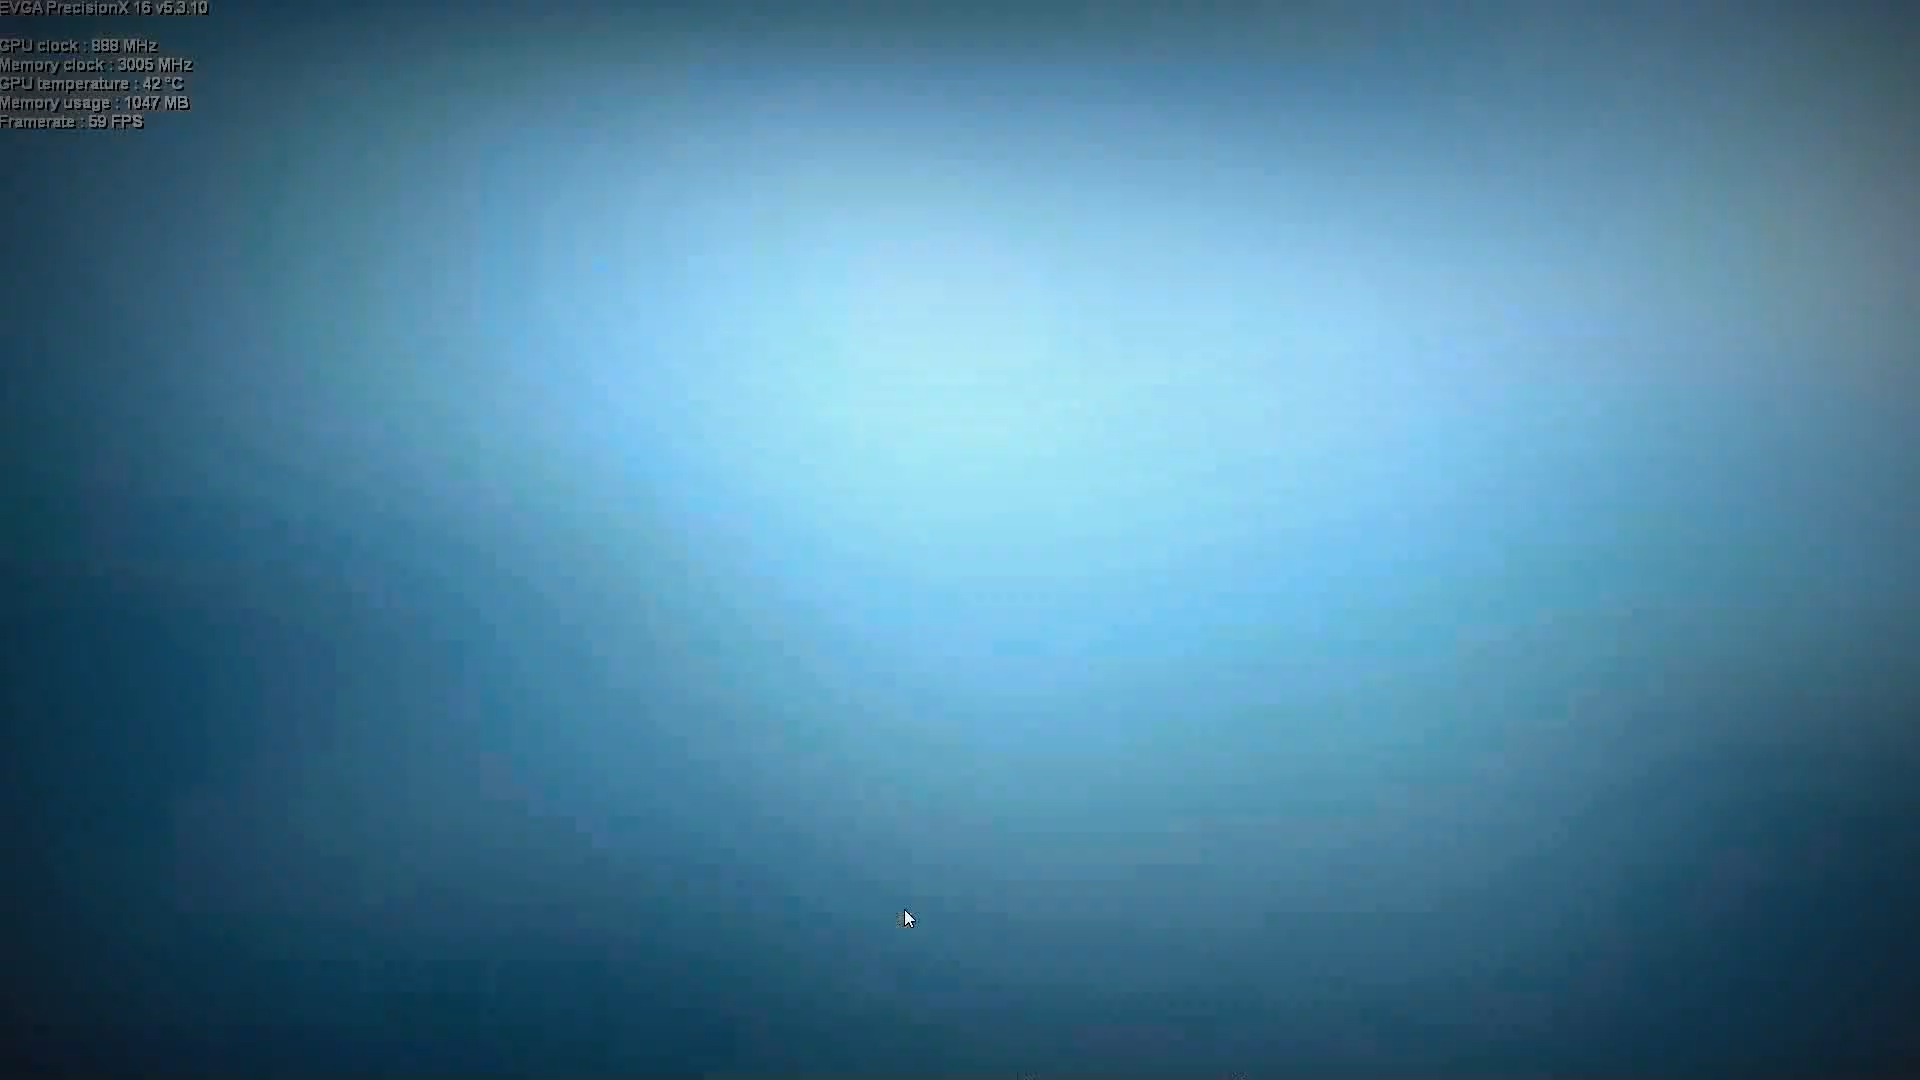 EVGA PrecisionX 16 v5.3.10
GPU clock : 888 MHz
Memory clock : 3005 MHz
GPU temperature : 42 °C
Memory usage : 1047 MB
Framerate : 59 FPS